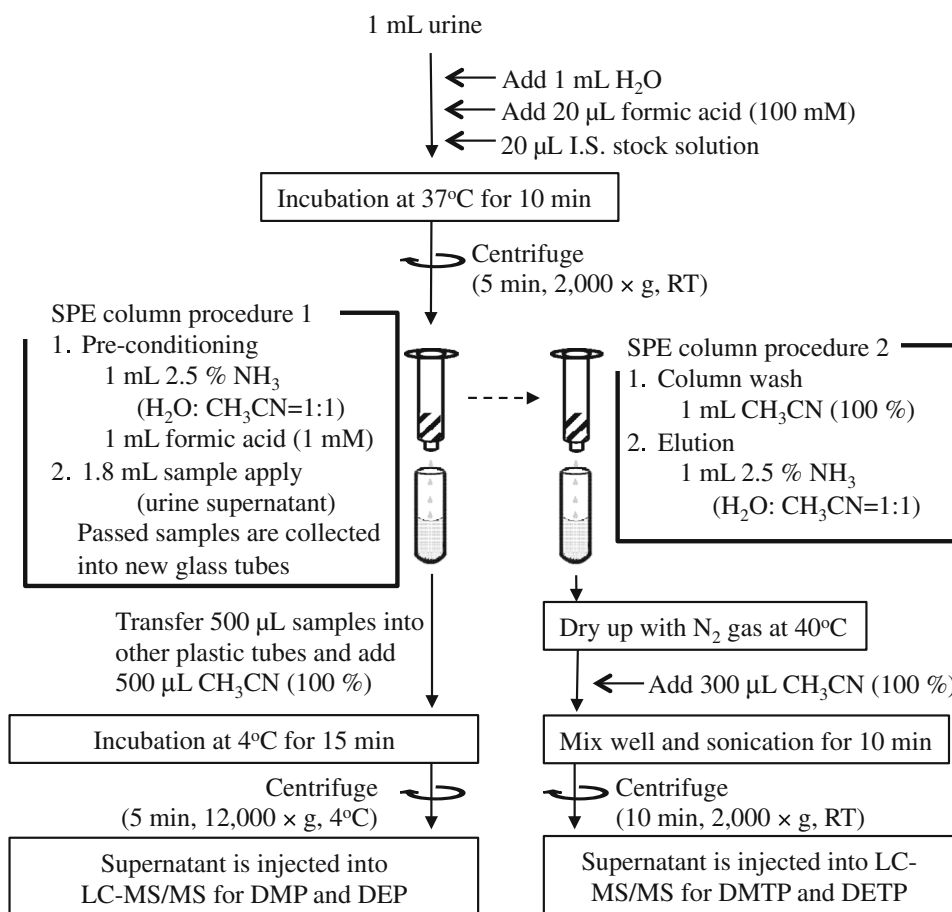 1 mL urine
Add 1 mL H₂O
Add 20 μL formic acid (100 mM)
20 μL I.S. stock solution
Incubation at 37°C for 10 min
Centrifuge
(5 min, 2,000 × g, RT)
SPE column procedure 1
1. Pre-conditioning
1 mL 2.5 % NH₃
(H₂O: CH₃CN=1:1)
1 mL formic acid (1 mM)
2. 1.8 mL sample apply
(urine supernatant)
Passed samples are collected
into new glass tubes
SPE column procedure 2
1. Column wash
1 mL CH₃CN (100 %)
2. Elution
1 mL 2.5 % NH₃
(H₂O: CH₃CN=1:1)
Transfer 500 μL samples into
other plastic tubes and add
500 μL CH₃CN (100 %)
Incubation at 4°C for 15 min
Centrifuge
(5 min, 12,000 × g, 4°C)
Supernatant is injected into
LC-MS/MS for DMP and DEP
Dry up with N₂ gas at 40°C
Add 300 μL CH₃CN (100 %)
Mix well and sonication for 10 min
Centrifuge
(10 min, 2,000 × g, RT)
Supernatant is injected into LC-
MS/MS for DMTP and DETP